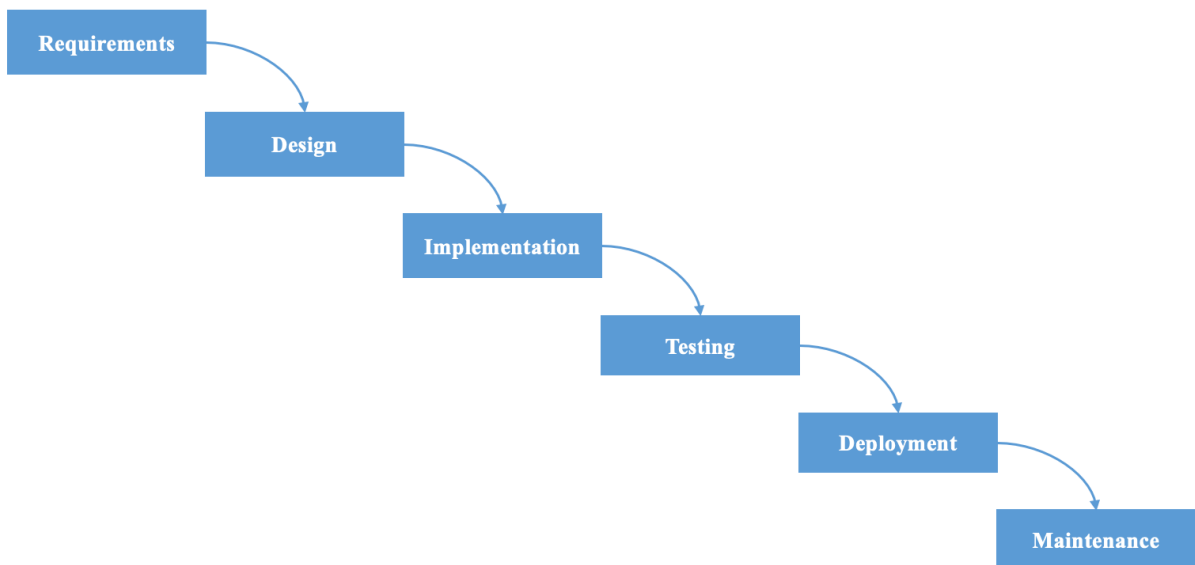 Requirements
Design
Implementation
Testing
Deployment
Maintenance